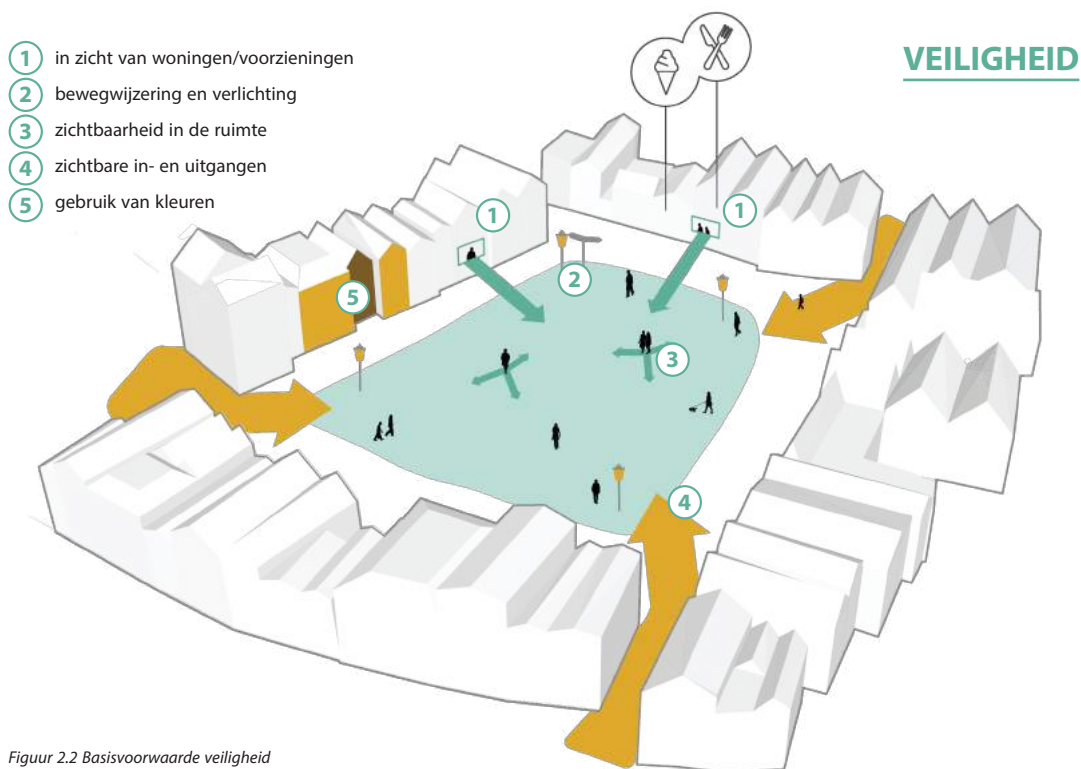 VEILIGHEID
1 in zicht van woningen/voorzieningen
2 bewegwijzering en verlichting
3 zichtbaarheid in de ruimte
4 zichtbare in- en uitgangen
5 gebruik van kleuren
1
1
2
5
3
4
Figuur 2.2 Basisvoorwaarde veiligheid